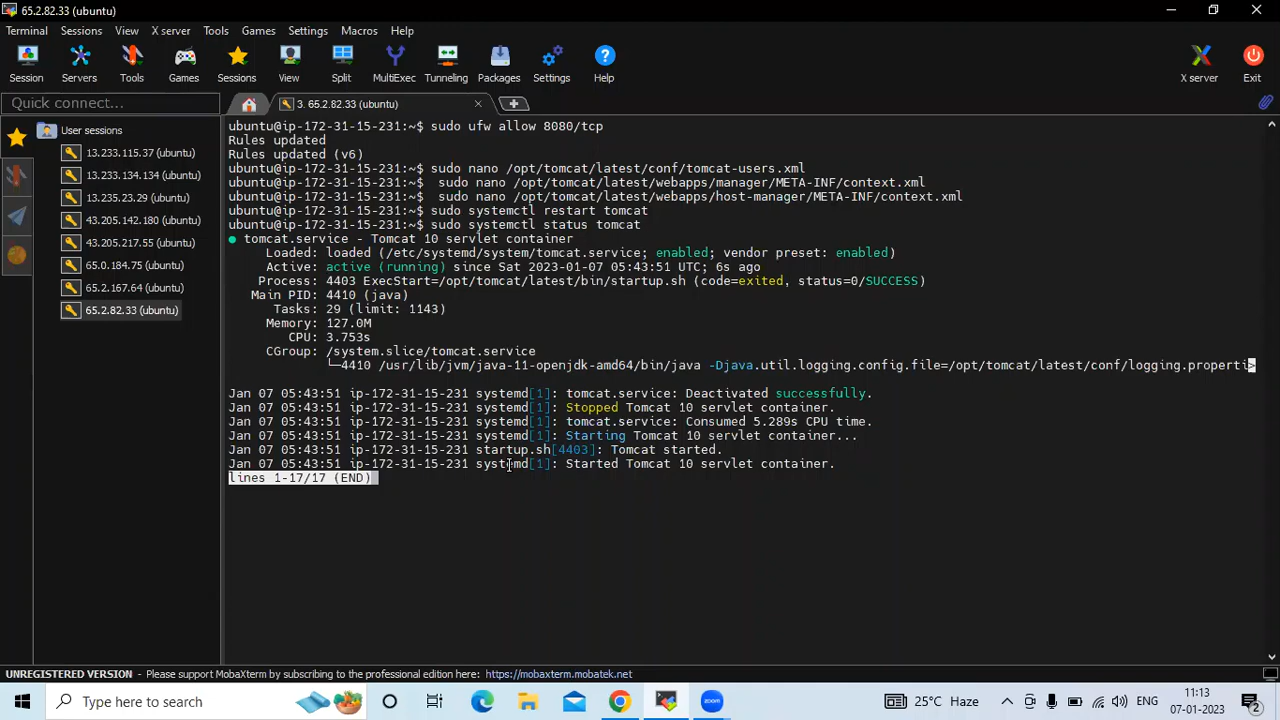 65.2.82.33 (ubuntu)
Terminal Sessions View X server Tools Games Settings Macros Help
Session Servers Tools Games Sessions View Split MultiExec Tunneling Packages Settings Help X server Exit
Quick connect...
3. 65.2.82.33 (ubuntu)
User sessions
13.233.115.37 (ubuntu)
13.233.134.134 (ubuntu)
13.235.23.29 (ubuntu)
43.205.142.180 (ubuntu)
43.205.217.55 (ubuntu)
65.0.184.75 (ubuntu)
65.2.167.64 (ubuntu)
65.2.82.33 (ubuntu)
ubuntu@ip-172-31-15-231:~$ sudo ufw allow 8080/tcp
Rules updated
Rules updated (v6)
ubuntu@ip-172-31-15-231:~$ sudo nano /opt/tomcat/latest/conf/tomcat-users.xml
ubuntu@ip-172-31-15-231:~$  sudo nano /opt/tomcat/latest/webapps/manager/META-INF/context.xml
ubuntu@ip-172-31-15-231:~$  sudo nano /opt/tomcat/latest/webapps/host-manager/META-INF/context.xml
ubuntu@ip-172-31-15-231:~$ sudo systemctl restart tomcat
ubuntu@ip-172-31-15-231:~$ sudo systemctl status tomcat
● tomcat.service - Tomcat 10 servlet container
Loaded: loaded (/etc/systemd/system/tomcat.service; enabled; vendor preset: enabled)
Active: active (running) since Sat 2023-01-07 05:43:51 UTC; 6s ago
Process: 4403 ExecStart=/opt/tomcat/latest/bin/startup.sh (code=exited, status=0/SUCCESS)
Main PID: 4410 (java)
Tasks: 29 (limit: 1143)
Memory: 127.0M
CPU: 3.753s
CGroup: /system.slice/tomcat.service
└─4410 /usr/lib/jvm/java-11-openjdk-amd64/bin/java -Djava.util.logging.config.file=/opt/tomcat/latest/conf/logging.properti>
Jan 07 05:43:51 ip-172-31-15-231 systemd[1]: tomcat.service: Deactivated successfully.
Jan 07 05:43:51 ip-172-31-15-231 systemd[1]: Stopped Tomcat 10 servlet container.
Jan 07 05:43:51 ip-172-31-15-231 systemd[1]: tomcat.service: Consumed 5.289s CPU time.
Jan 07 05:43:51 ip-172-31-15-231 systemd[1]: Starting Tomcat 10 servlet container...
Jan 07 05:43:51 ip-172-31-15-231 startup.sh[4403]: Tomcat started.
Jan 07 05:43:51 ip-172-31-15-231 systemd[1]: Started Tomcat 10 servlet container.
lines 1-17/17 (END)
UNREGISTERED VERSION - Please support MobaXterm by subscribing to the professional edition here: https://mobaxterm.mobatek.net
Type here to search
zoom
25°C Haze
ENG
11:13
07-01-2023
2